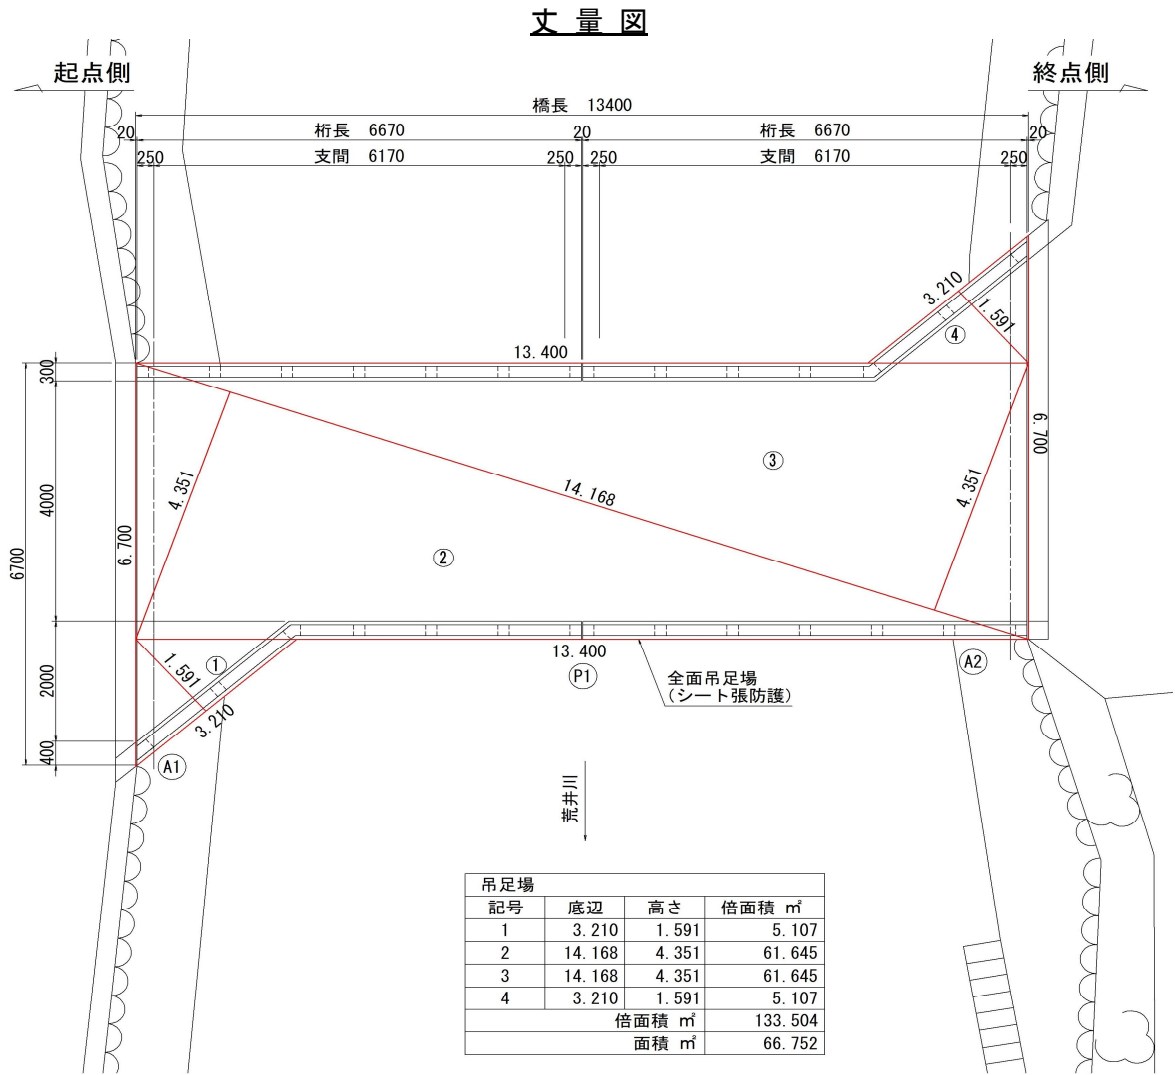 丈量図
起点側
終点側
橋長 13400
20
桁長 6670
20
桁長 6670
20
250
支間 6170
250
250
支間 6170
250
3.210
1.591
④
13.400
300
6.700
③
4.351
14.168
4.351
4000
6.700
6700
②
13.400
①
1.591
P1
A2
全面吊足場
(シート張防護)
2000
3.210
400
A1
荒井川
吊足場
記号 底辺 高さ 倍面積 ㎡
1 3.210 1.591 5.107
2 14.168 4.351 61.645
3 14.168 4.351 61.645
4 3.210 1.591 5.107
倍面積 ㎡ 133.504
面積 ㎡ 66.752